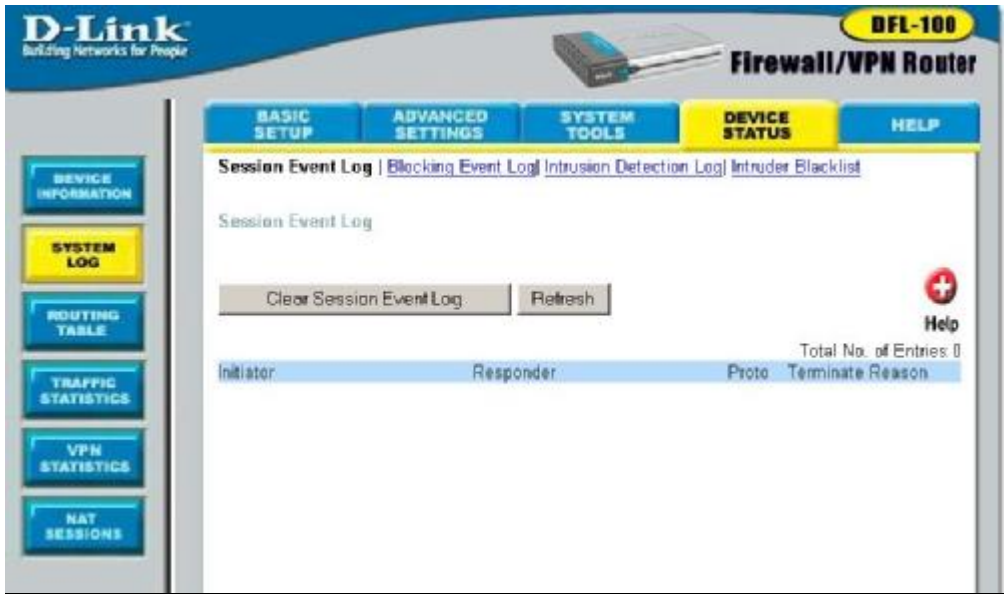 D-Link
Building Networks for People
DFL-100
Firewall/VPN Router
BASIC SETUP
ADVANCED SETTINGS
SYSTEM TOOLS
DEVICE STATUS
HELP
DEVICE INFORMATION
SYSTEM LOG
ROUTING TABLE
TRAFFIC STATISTICS
VPN STATISTICS
NAT SESSIONS
Session Event Log | Blocking Event Log| Intrusion Detection Log| Intruder Blacklist
Session Event Log
Clear Session Event Log
Refresh
Help
Total No. of Entries: 0
Initiator Responder Proto Terminate Reason